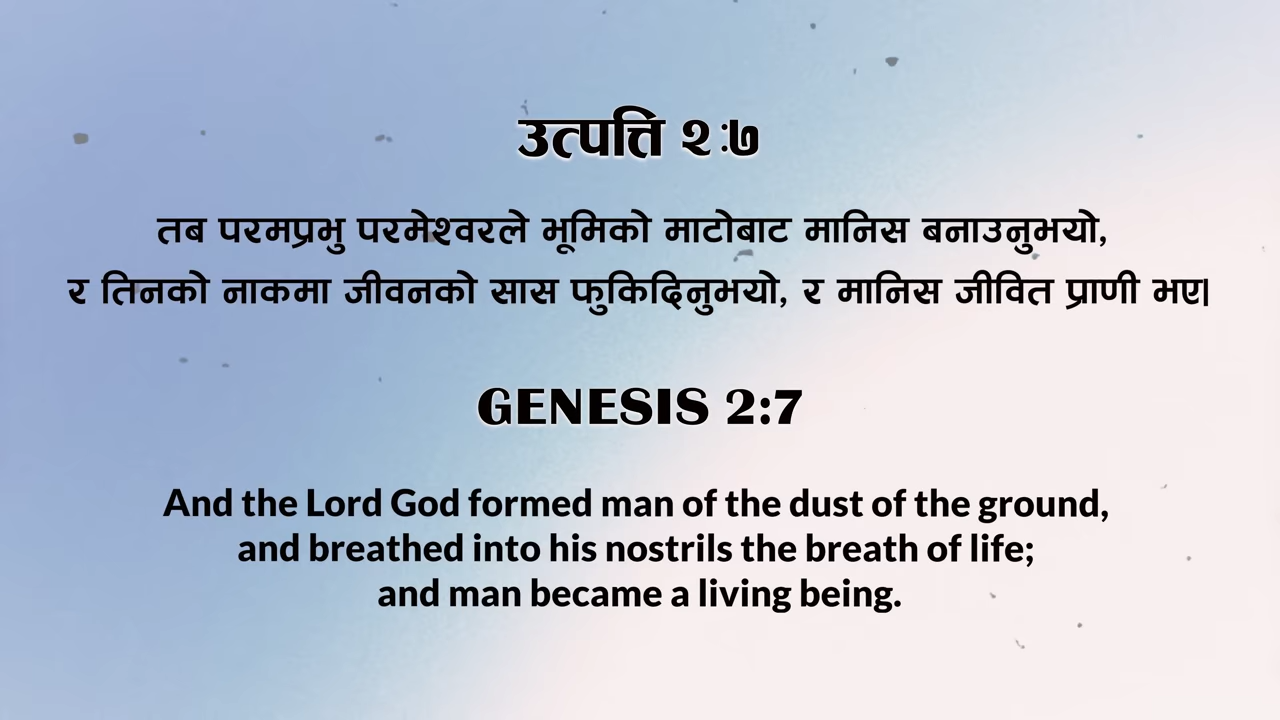 उत्पत्ति २:७
तब परमप्रभु परमेश्वरले भूमिको माटोबाट मानिस बनाउनुभयो,
र तिनको नाकमा जीवनको सास फुकिदिनुभयो, र मानिस जीवित प्राणी भए।
GENESIS 2:7
And the Lord God formed man of the dust of the ground,
and breathed into his nostrils the breath of life;
and man became a living being.